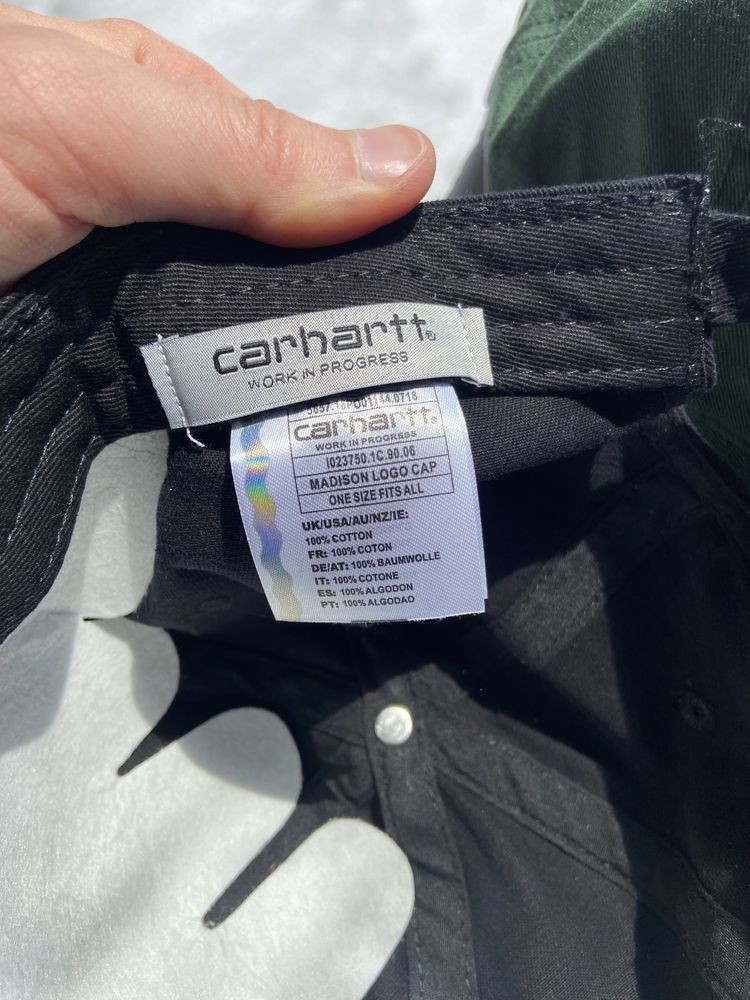 carhartt®
WORK IN PROGRESS
carhartt®
WORK IN PROGRESS
I023750.1C.90.06
MADISON LOGO CAP
ONE SIZE FITS ALL
UK/USA/AU/NZ/IE:
100% COTTON
FR: 100% COTON
DE/AT: 100% BAUMWOLLE
IT: 100% COTONE
ES: 100% ALGODON
PT: 100% ALGODAO